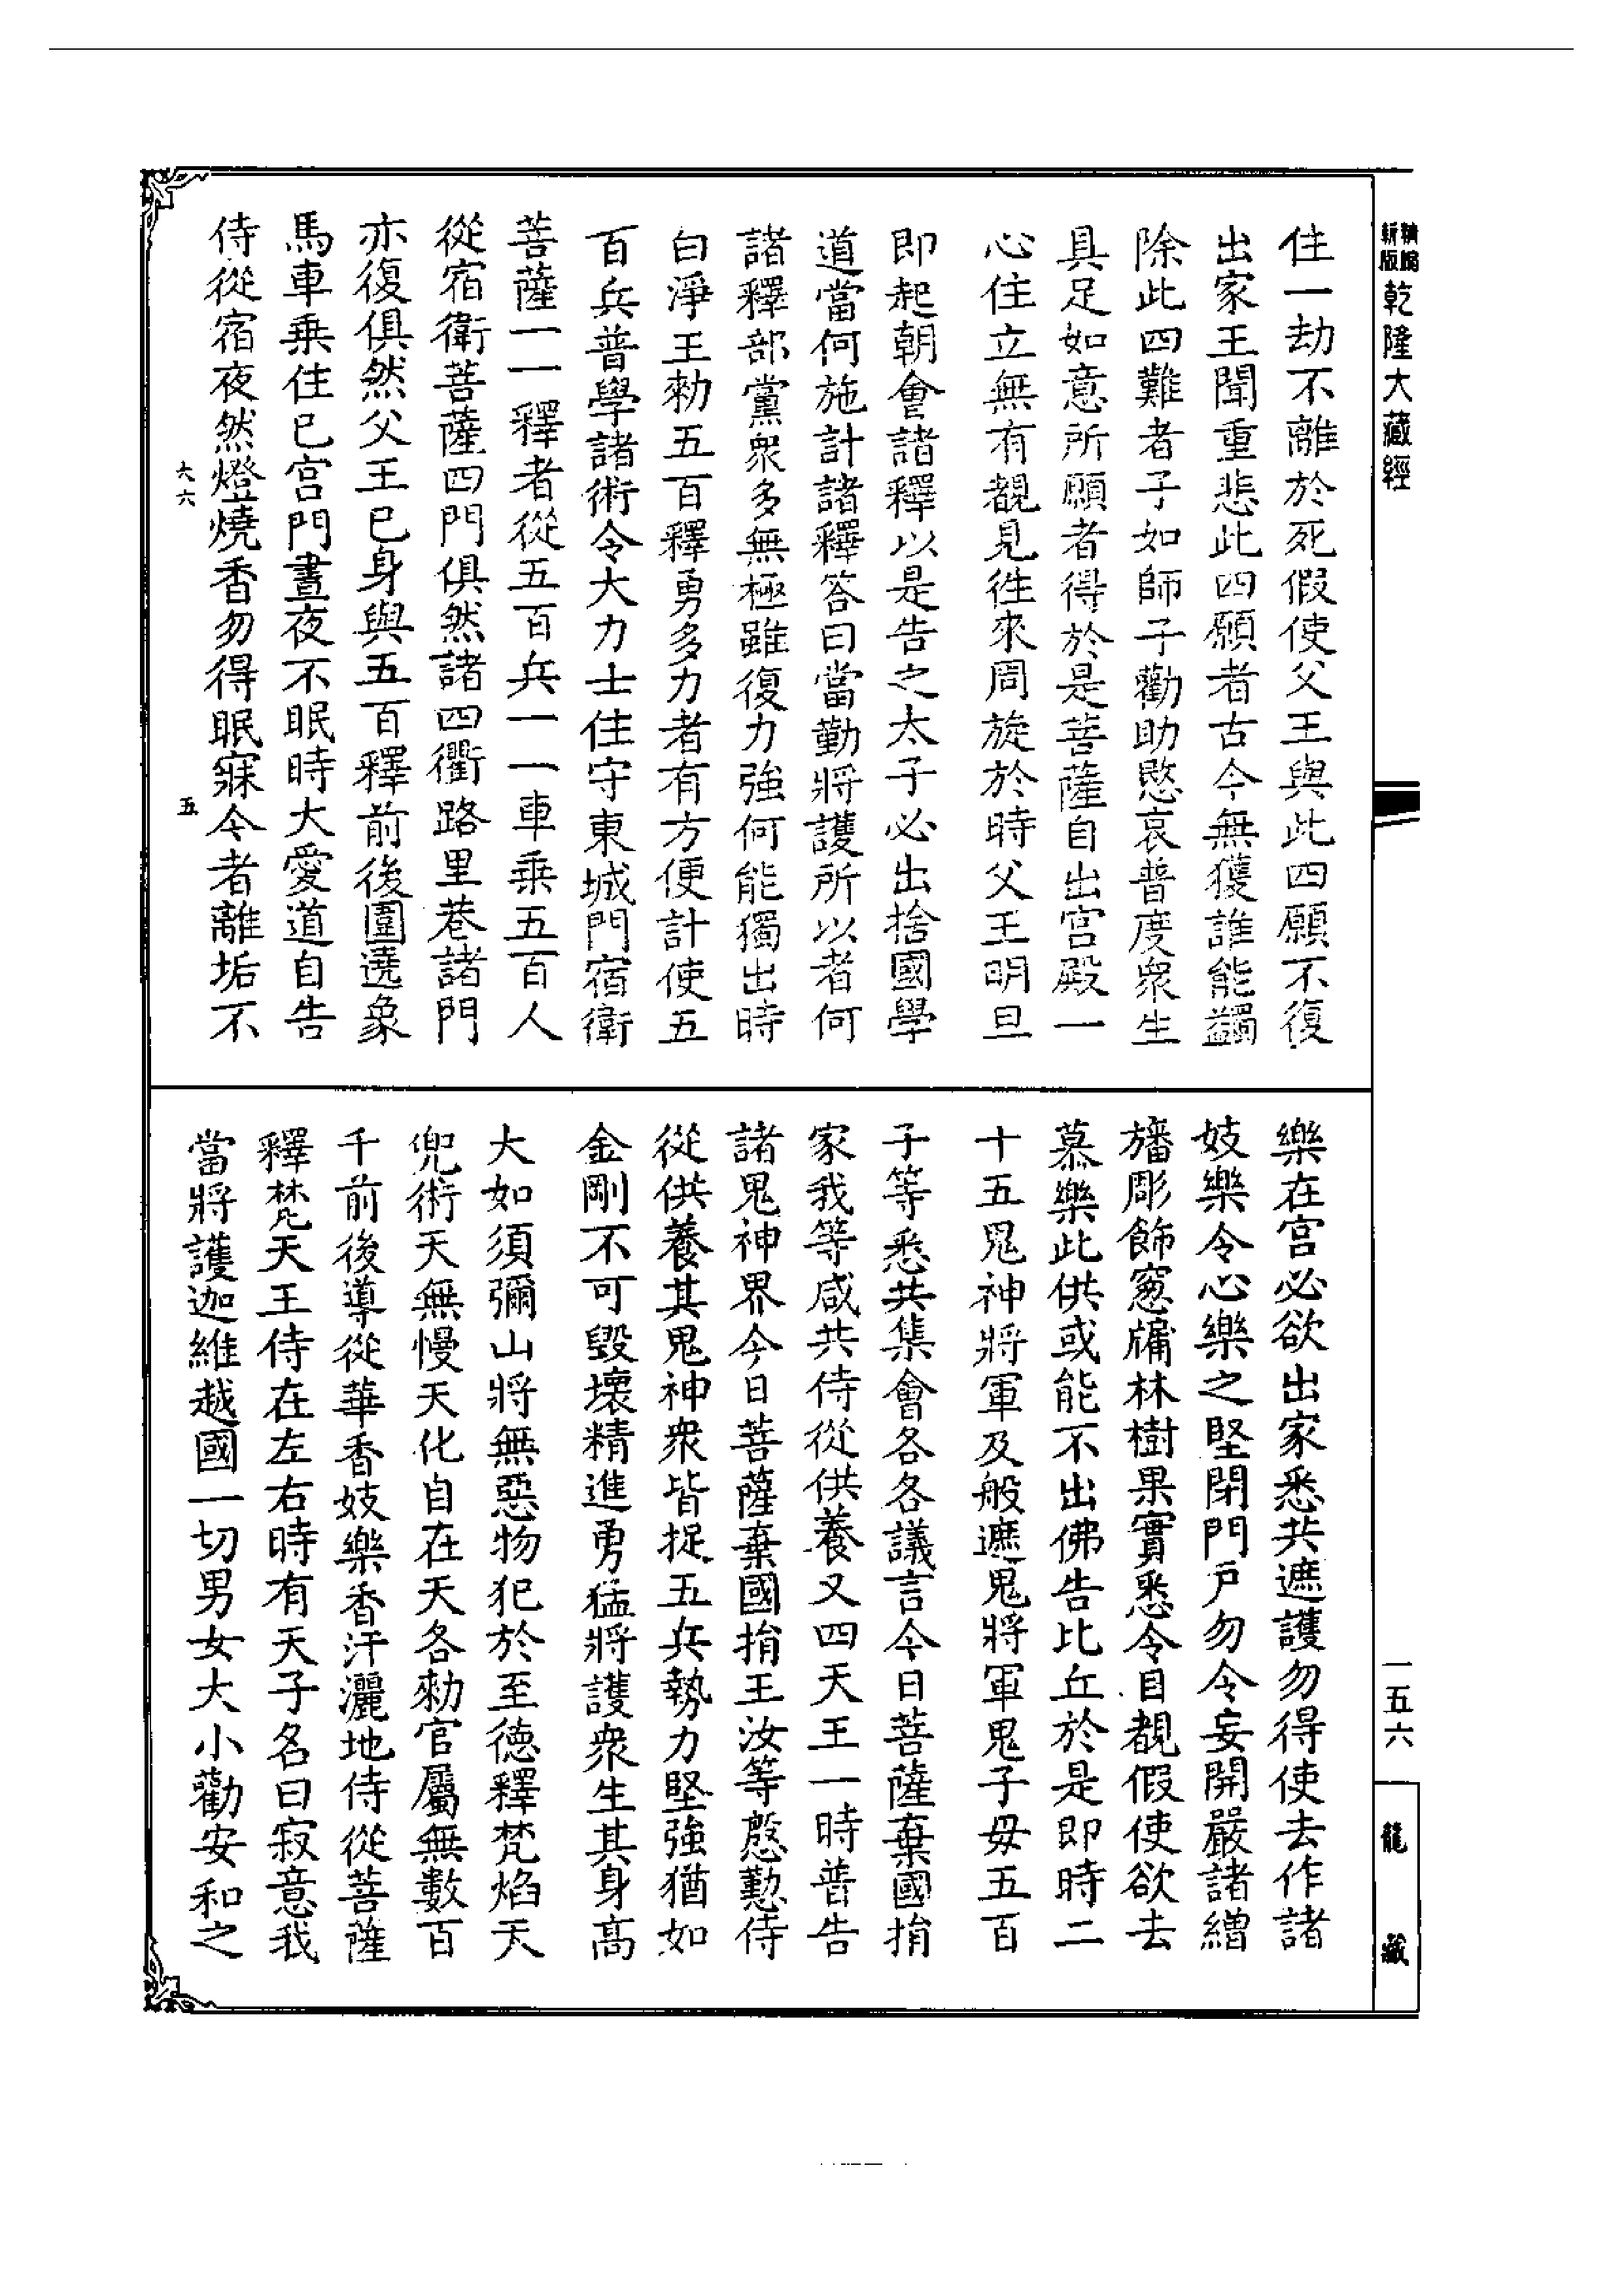 新版
乾隆大藏經
一五六
龍藏
住一劫不離於死假使父王與此四願不復
出家王聞重悲此四願者古今無獲誰能蠲
除此四難者子如師子勸助愍哀普度眾生
具足如意所願者得於是菩薩自出宫殿一
心住立無有覩見徃來周旋於時父王明旦
即起朝會諸釋以是告之太子必出捨國學
道當何施計諸釋答曰當勤將護所以者何
諸釋部黨眾多無極雖復力強何能獨出時
白淨王勑五百釋勇多力者有方便計使五
百兵普學諸術令大力士住守東城門宿衛
菩薩一一釋者從五百兵一一車乗五百人
從宿衛菩薩四門俱然諸四衢路里巷諸門
亦復俱然父王已身與五百釋前後圍遶象
馬車乗住已宫門晝夜不眠時大愛道自告
侍從宿夜然燈燒香勿得眠寐今者離垢不
六六
五
樂在宫必欲出家悉共遮護勿得使去作諸
妓樂令心樂之堅閉門戸勿令妄開嚴諸繒
旛彫飾窓牖林樹果實悉令目覩假使欲去
慕樂此供或能不出佛告比丘於是即時二
十五鬼神將軍及般遮鬼將軍鬼子母五百
子等悉共集會各各議言今日菩薩棄國捐
家我等咸共侍從供養又四天王一時普告
諸鬼神界今日菩薩棄國捐王汝等慇懃侍
從供養其鬼神眾皆捉五兵勢力堅強猶如
金剛不可毀壞精進勇猛將護眾生其身高
大如須彌山將無惡物犯於至德釋梵焰天
兜術天無慢天化自在天各勑官屬無數百
千前後導從華香妓樂香汗灑地侍從菩薩
釋梵天王侍在左右時有天子名曰寂意我
當將護迦維越國一切男女大小勸安和之